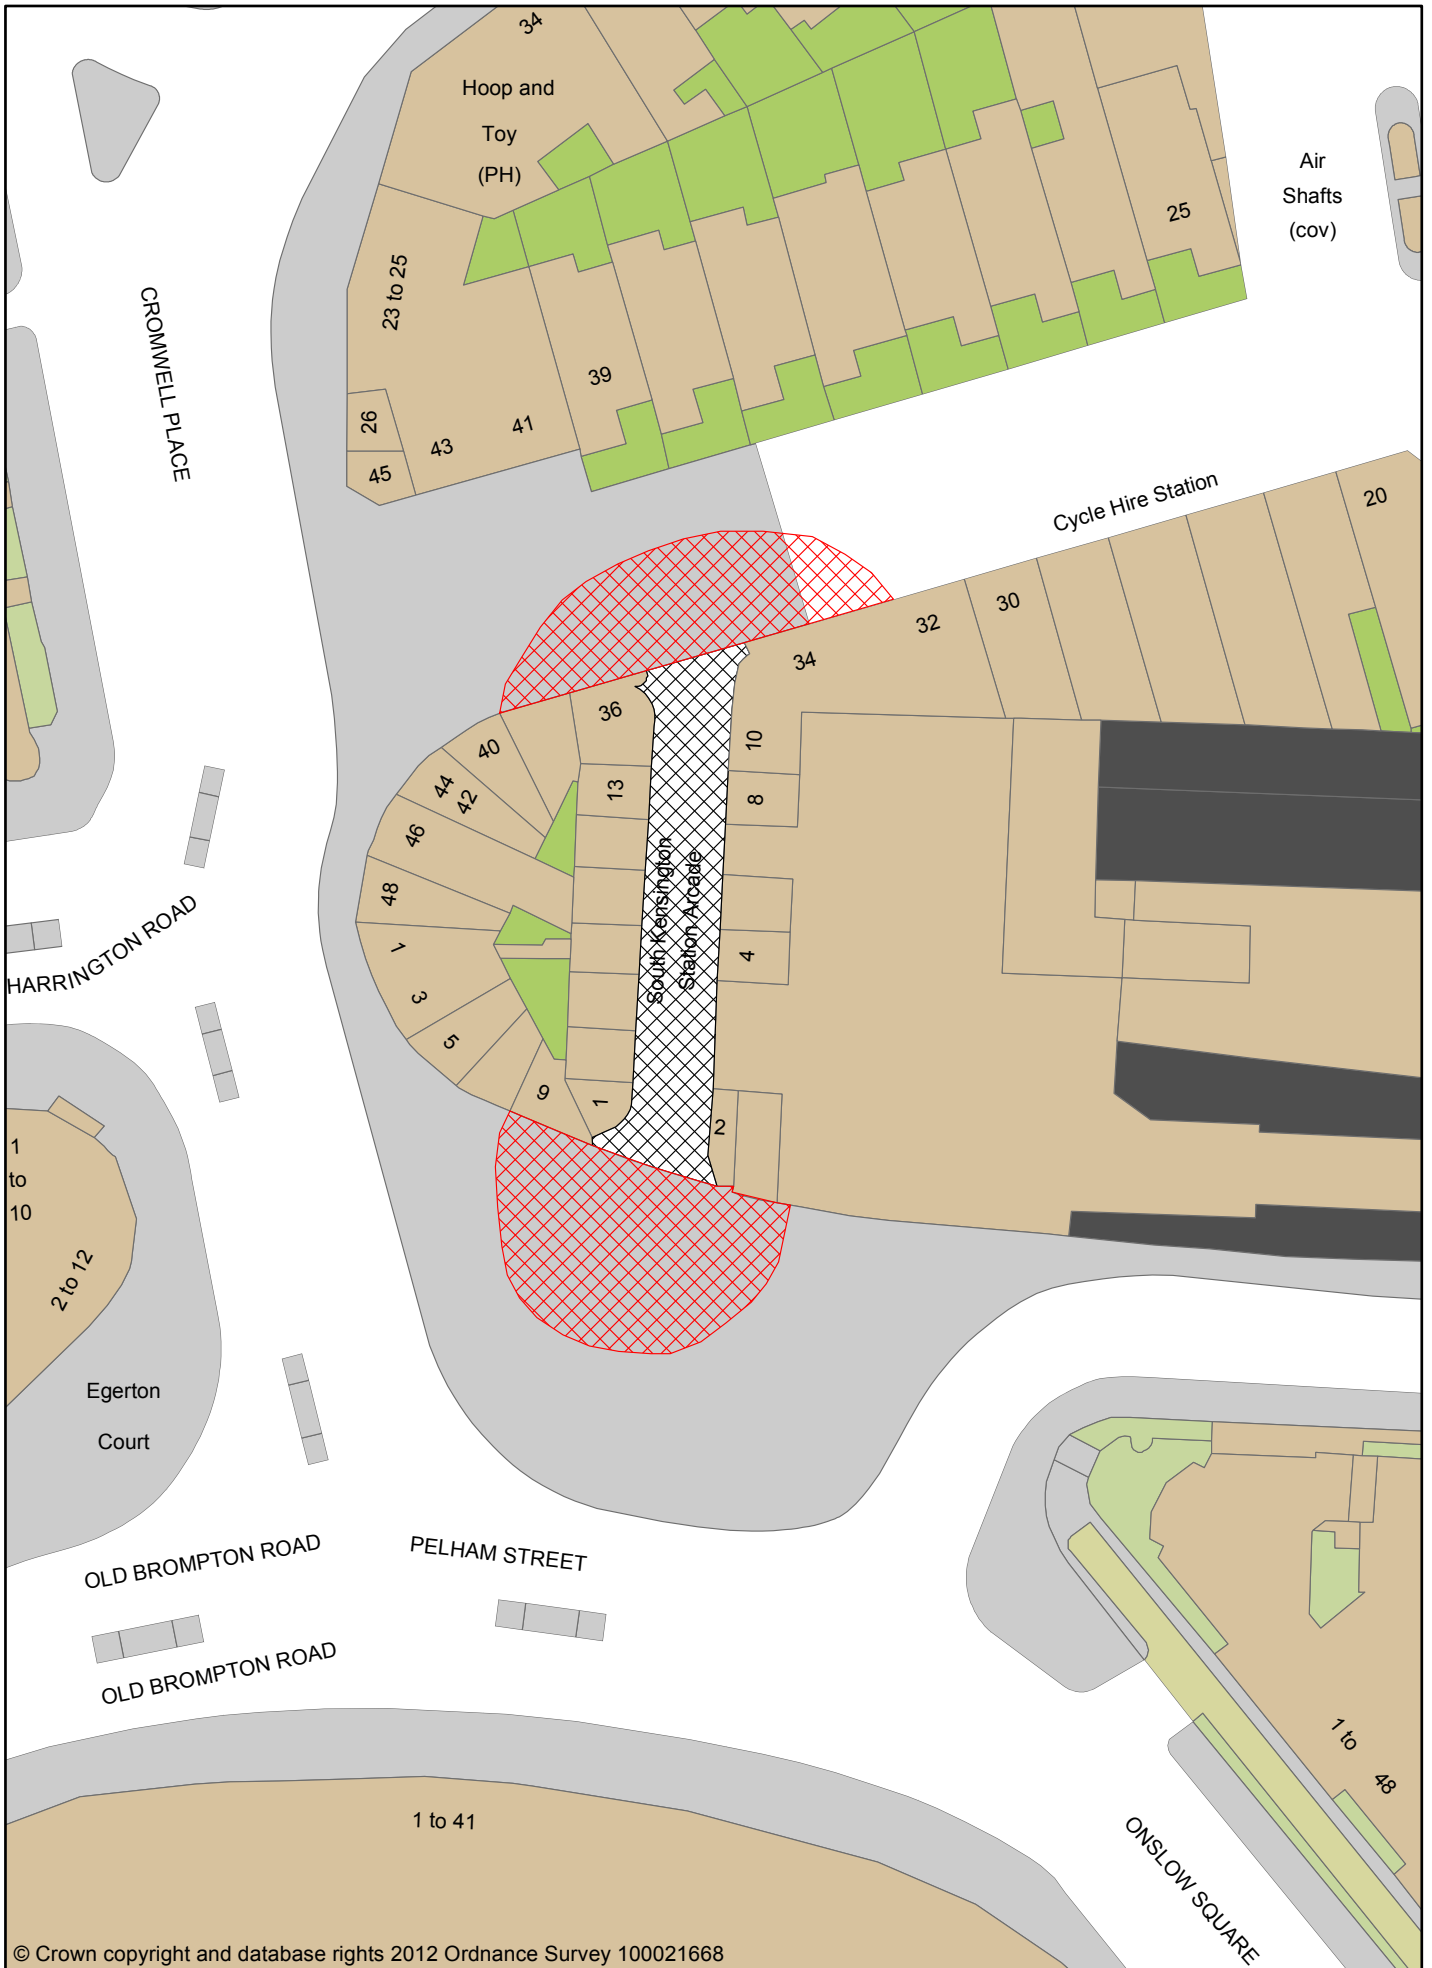 34
Hoop and
Toy
(PH)
Air
Shafts
(cov)
25
23 to 25
CROMWELL PLACE
39
26
41
43
45
Cycle Hire Station
20
30
32
34
36
40
10
44
42
13
8
46
South Kensington
Station Arcade
48
HARRINGTON ROAD
1
4
3
5
9
1
2
1
to
10
2 to 12
Egerton
Court
OLD BROMPTON ROAD
PELHAM STREET
OLD BROMPTON ROAD
1 to
48
1 to 41
ONSLOW SQUARE
© Crown copyright and database rights 2012 Ordnance Survey 100021668